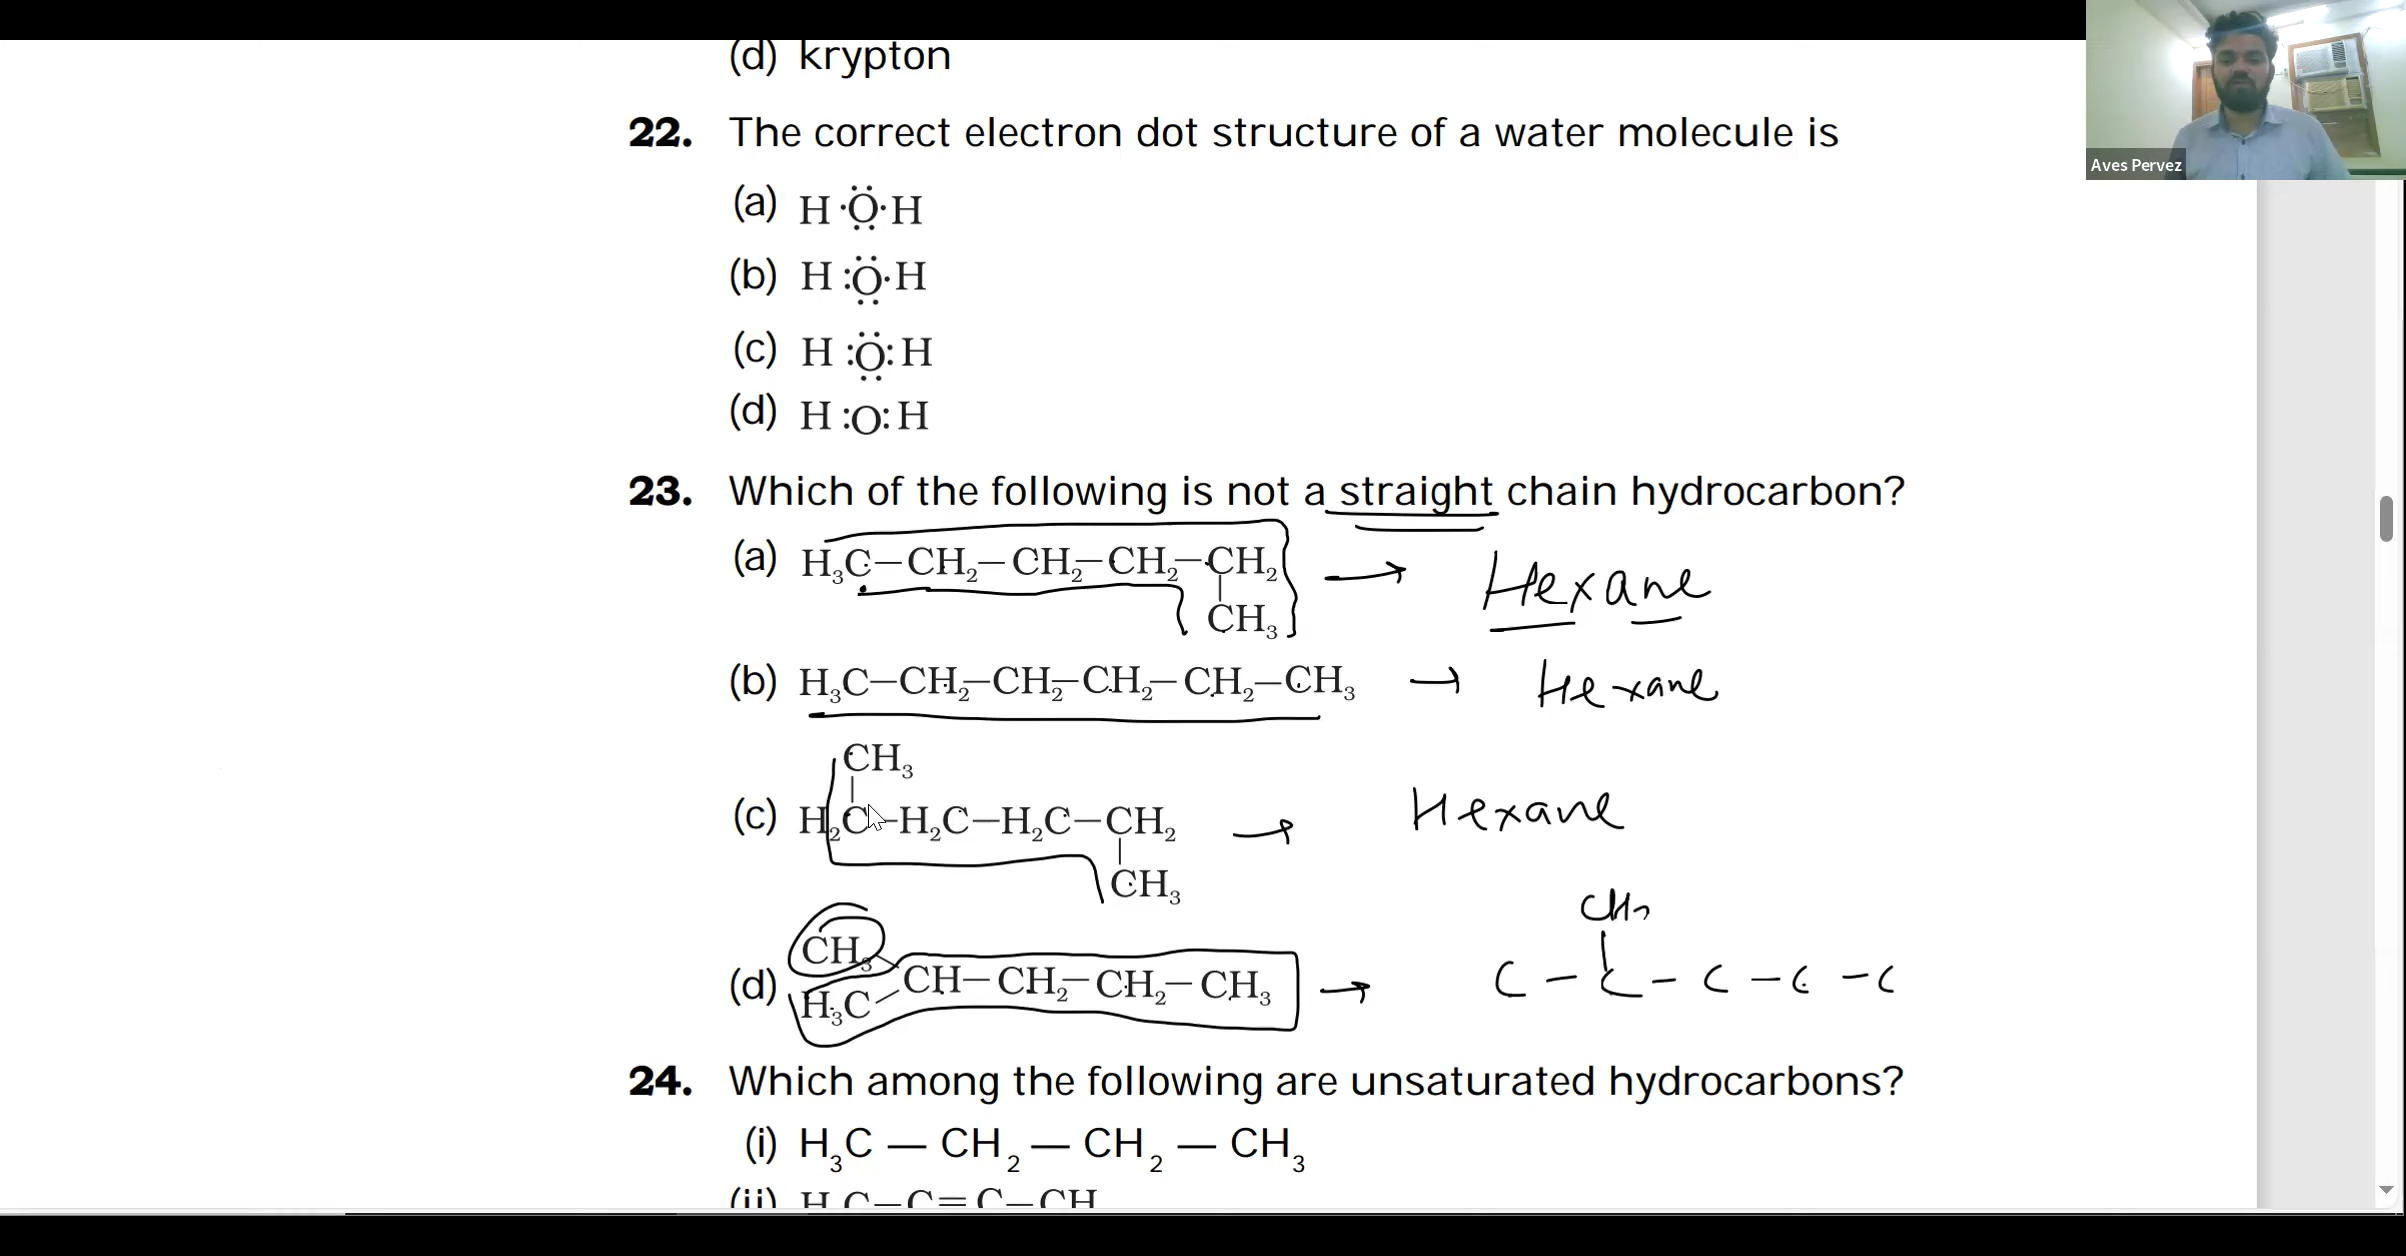 (d) krypton
Aves Pervez
22. The correct electron dot structure of a water molecule is
(a) H·Ö·H
(b) H:Ö·H
(c) H:Ö:H
(d) H:O:H
23. Which of the following is not a straight chain hydrocarbon?
(a) H₃C—CH₂—CH₂—CH₂—CH₂ → Hexane
|
CH₃
(b) H₃C—CH₂—CH₂—CH₂—CH₂—CH₃ → Hexane
CH₃
|
(c) H₂C—H₂C—H₂C—CH₂ → Hexane
|
CH₃
CH₃
(d) H₃C CH—CH₂—CH₂—CH₃ → C - C - C - C - C
24. Which among the following are unsaturated hydrocarbons?
(i) H₃C — CH₂ — CH₂ — CH₃
(ii) H C—C=C—CH